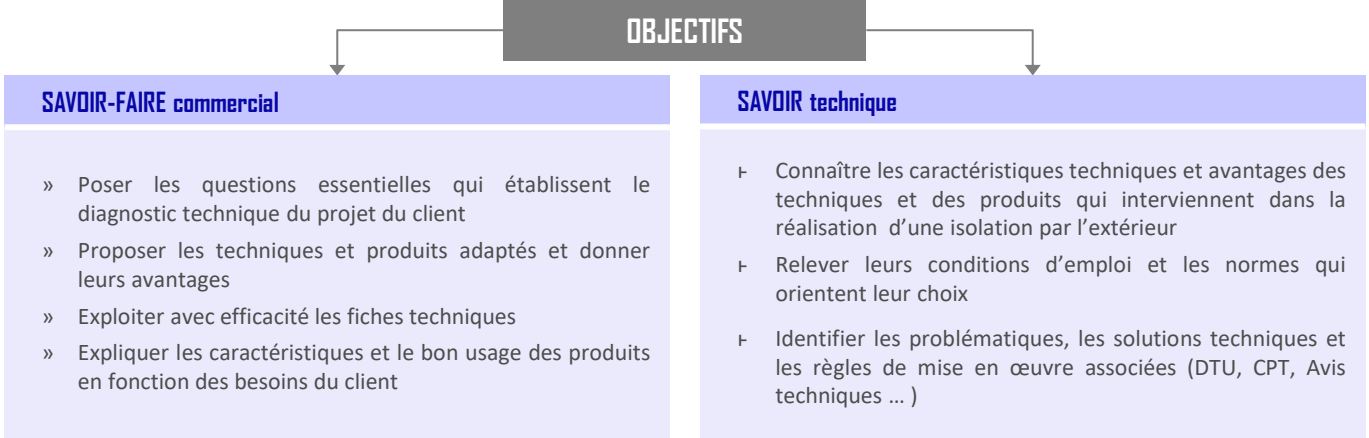 OBJECTIFS
SAVOIR-FAIRE commercial
» Poser les questions essentielles qui établissent le
diagnostic technique du projet du client
» Proposer les techniques et produits adaptés et donner
leurs avantages
» Exploiter avec efficacité les fiches techniques
» Expliquer les caractéristiques et le bon usage des produits
en fonction des besoins du client
SAVOIR technique
Connaître les caractéristiques techniques et avantages des
techniques et des produits qui interviennent dans la
réalisation d’une isolation par l’extérieur
Relever leurs conditions d’emploi et les normes qui
orientent leur choix
Identifier les problématiques, les solutions techniques et
les règles de mise en œuvre associées (DTU, CPT, Avis
techniques ... )